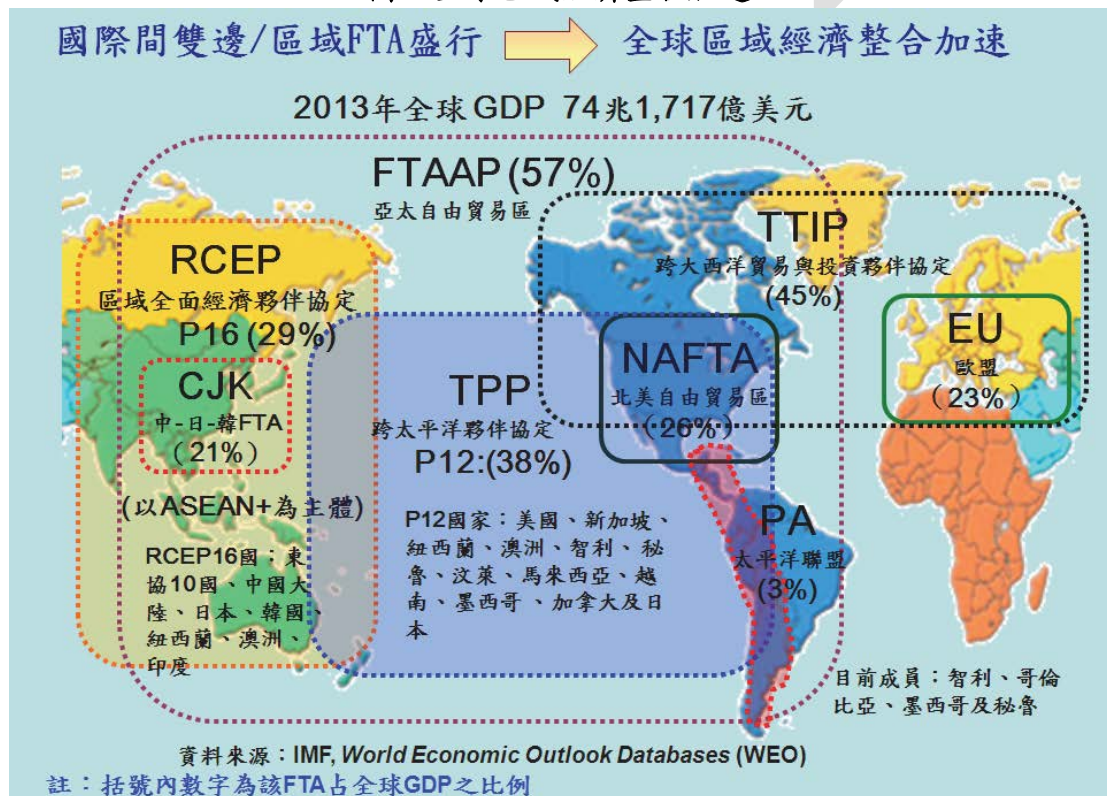 國際間雙邊/區域FTA盛行 全球區域經濟整合加速
2013年全球GDP 74兆1,717億美元
FTAAP (57%)
亞太自由貿易區
RCEP
區域全面經濟夥伴協定
P16 (29%)
CJK
中-日-韓FTA
(21%)
(以ASEAN+為主體)
RCEP16國:東
協10國、中國大
陸、日本、韓國、
紐西蘭、澳洲、
印度
TPP
跨太平洋夥伴協定
P12:(38%)
P12國家:美國、新加坡、
紐西蘭、澳洲、智利、秘
魯、汶萊、馬來西亞、越
南、墨西哥、加拿大及日
本
TTIP
跨大西洋貿易與投資夥伴協定
(45%)
NAFTA
北美自由貿易區
(26%)
EU
歐盟
(23%)
PA
太平洋聯盟
(3%)
目前成員:智利、哥倫
比亞、墨西哥及秘魯
資料來源:IMF, World Economic Outlook Databases (WEO)
註:括號內數字為該FTA占全球GDP之比例